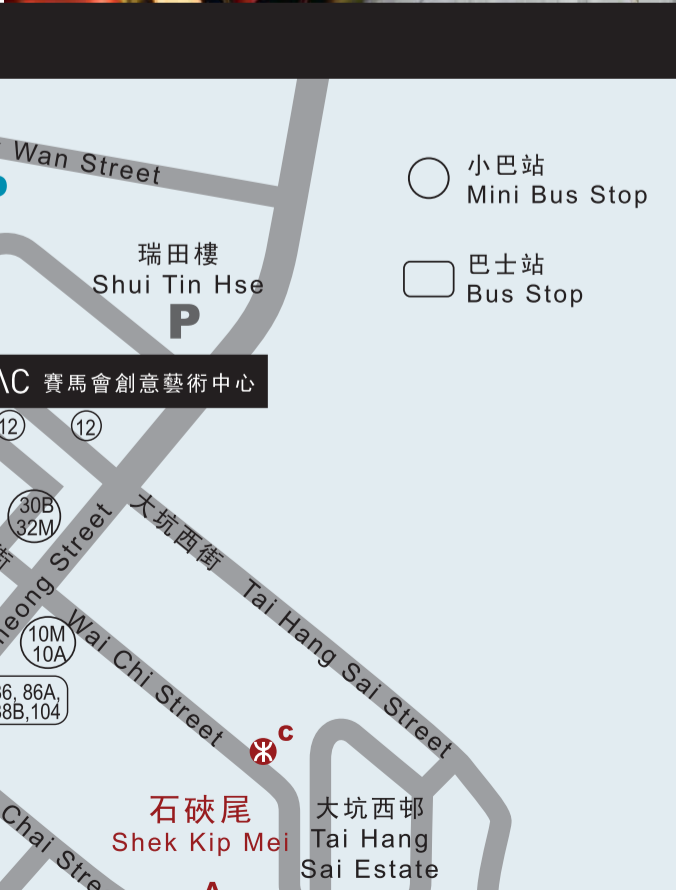 Wan Street
小巴站
Mini Bus Stop
瑞田樓
Shui Tin Hse
P
巴士站
Bus Stop
賽馬會創意藝術中心
12
12
30B
32M
大坑西街 Tai Hang Sai Street
街
Street
10M
10A
Wai Chi Street
86A,
104
C
石硤尾
Shek Kip Mei
大坑西邨
Tai Hang
Sai Estate
Chai
A